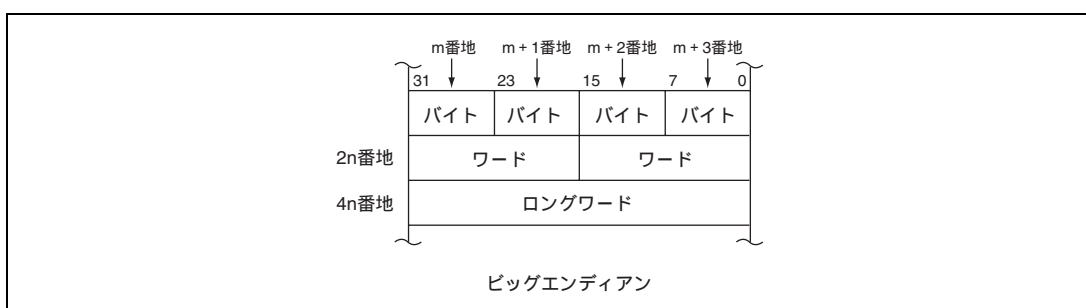 m番地 m + 1番地 m + 2番地 m + 3番地
31 23 15 7 0
バイト バイト バイト バイト
2n番地 ワード ワード
4n番地 ロングワード
ビッグエンディアン